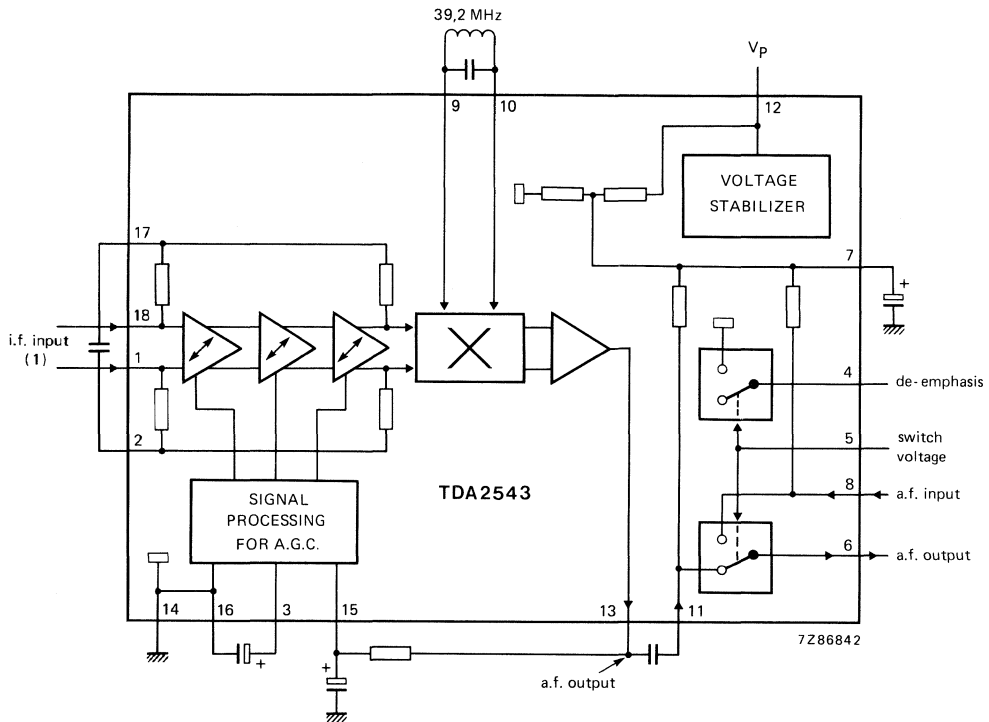 39,2 MHz
Vp
9
10
12
VOLTAGE
STABILIZER
17
7
+
18
i.f. input
(1)
1
4
de-emphasis
2
5
switch
voltage
TDA2543
8
a.f. input
SIGNAL
PROCESSING
FOR A.G.C.
6
a.f. output
14
16
3
15
13
11
7Z86842
+
+
a.f. output